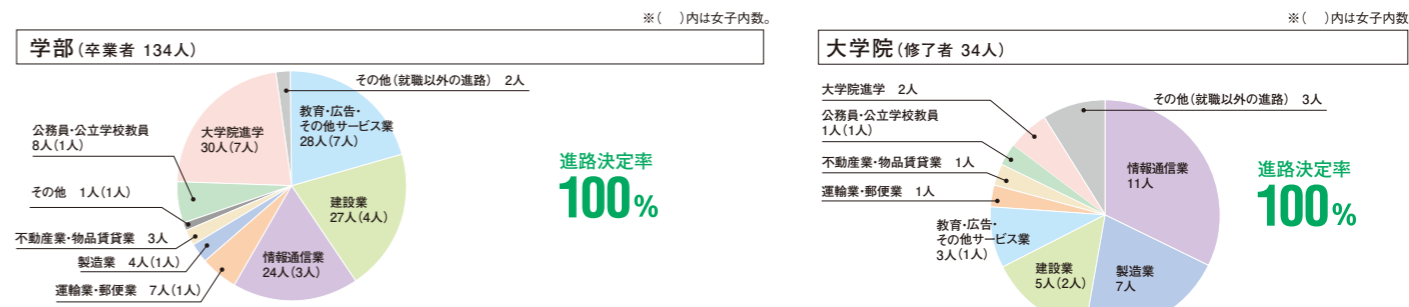 ※(　)内は女子内数。
学部(卒業者 134人)
その他(就職以外の進路) 2人
教育・広告・
その他サービス業
28人(7人)
大学院進学
30人(7人)
公務員・公立学校教員
8人(1人)
その他 1人(1人)
建設業
27人(4人)
不動産業・物品賃貸業 3人
製造業 4人(1人)
情報通信業
24人(3人)
運輸業・郵便業 7人(1人)
進路決定率
100%
※(　)内は女子内数
大学院(修了者 34人)
大学院進学 2人
その他(就職以外の進路) 3人
公務員・公立学校教員
1人(1人)
不動産業・物品賃貸業 1人
運輸業・郵便業 1人
情報通信業
11人
教育・広告・
その他サービス業
3人(1人)
建設業
5人(2人)
製造業
7人
進路決定率
100%